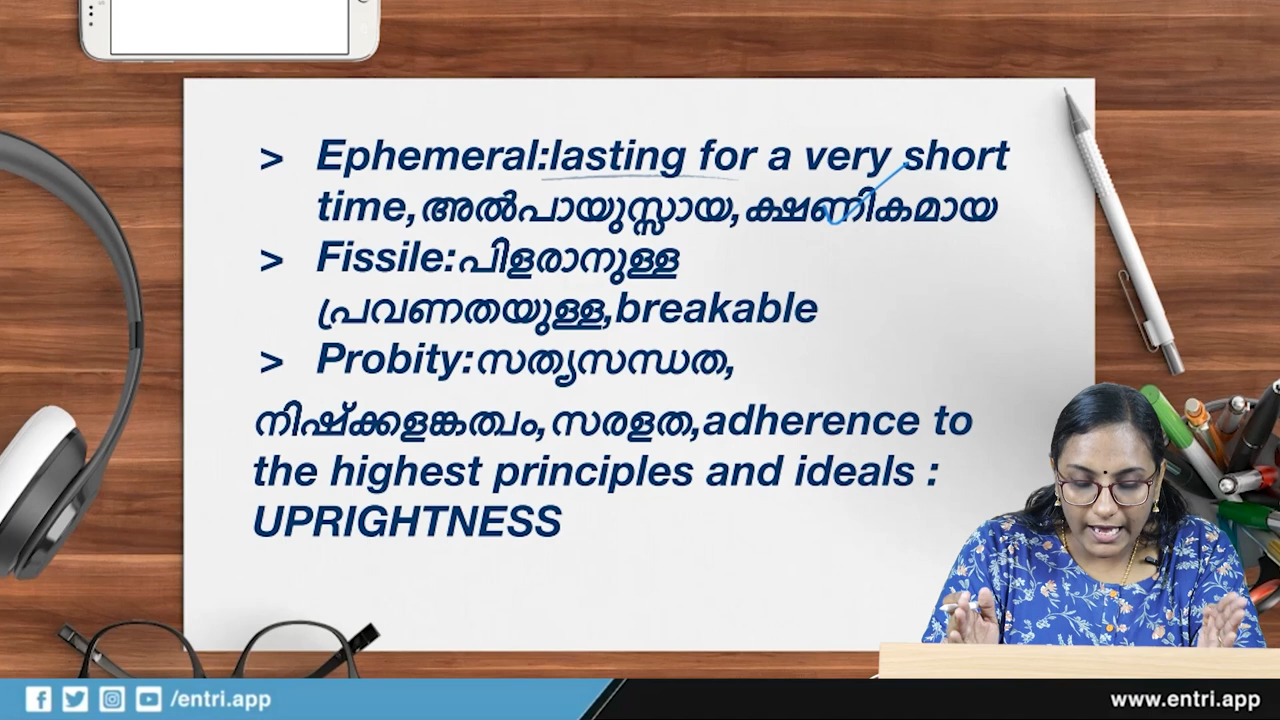 > Ephemeral:lasting for a very short
time,അൽപായുസ്സായ,ക്ഷണികമായ
> Fissile:പിളരാനുള്ള
പ്രവണതയുള്ള,breakable
> Probity:സത്യസന്ധത,
നിഷ്ക്കളങ്കത്വം,സരളത,adherence to
the highest principles and ideals :
UPRIGHTNESS
/entri.app
www.entri.app